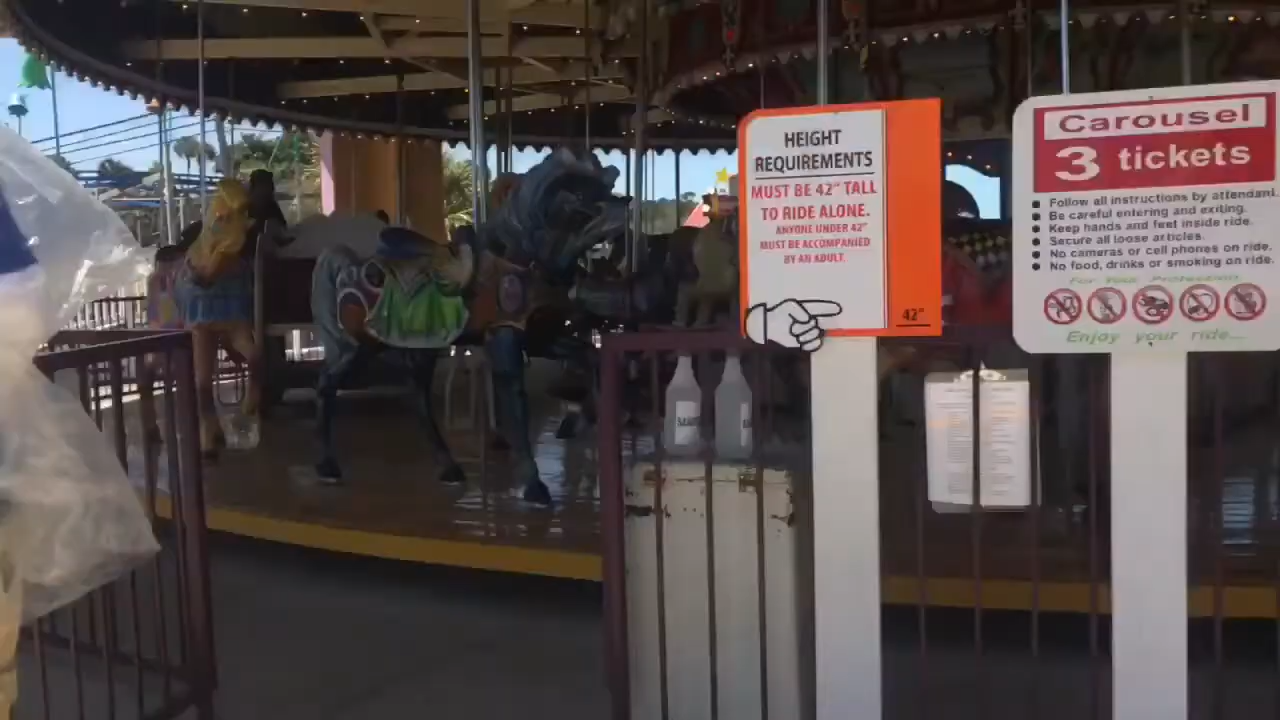 HEIGHT
REQUIREMENTS
MUST BE 42" TALL
TO RIDE ALONE.
ANYONE UNDER 42"
MUST BE ACCOMPANIED
BY AN ADULT.
42"
Carousel
3 tickets
Follow all instructions by attendant.
Be careful entering and exiting.
Keep hands and feet inside ride.
Secure all loose articles.
No cameras or cell phones on ride.
No food, drinks or smoking on ride.
For Your Protection
Enjoy your ride...